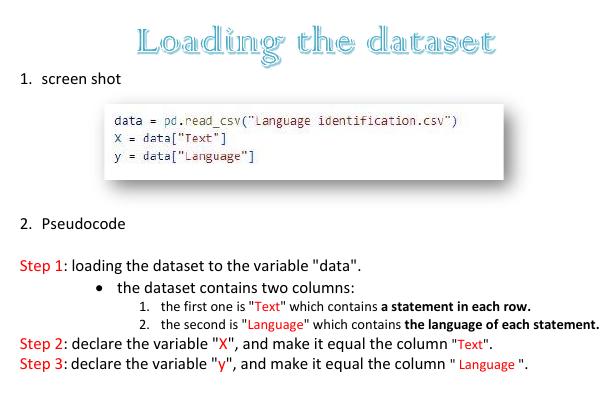 Loading the dataset
1. screen shot
data = pd.read_csv("Language identification.csv")
X = data["Text"]
y = data["Language"]
2. Pseudocode
Step 1: loading the dataset to the variable "data".
• the dataset contains two columns:
1. the first one is "Text" which contains a statement in each row.
2. the second is "Language" which contains the language of each statement.
Step 2: declare the variable "X", and make it equal the column "Text".
Step 3: declare the variable "y", and make it equal the column " Language ".